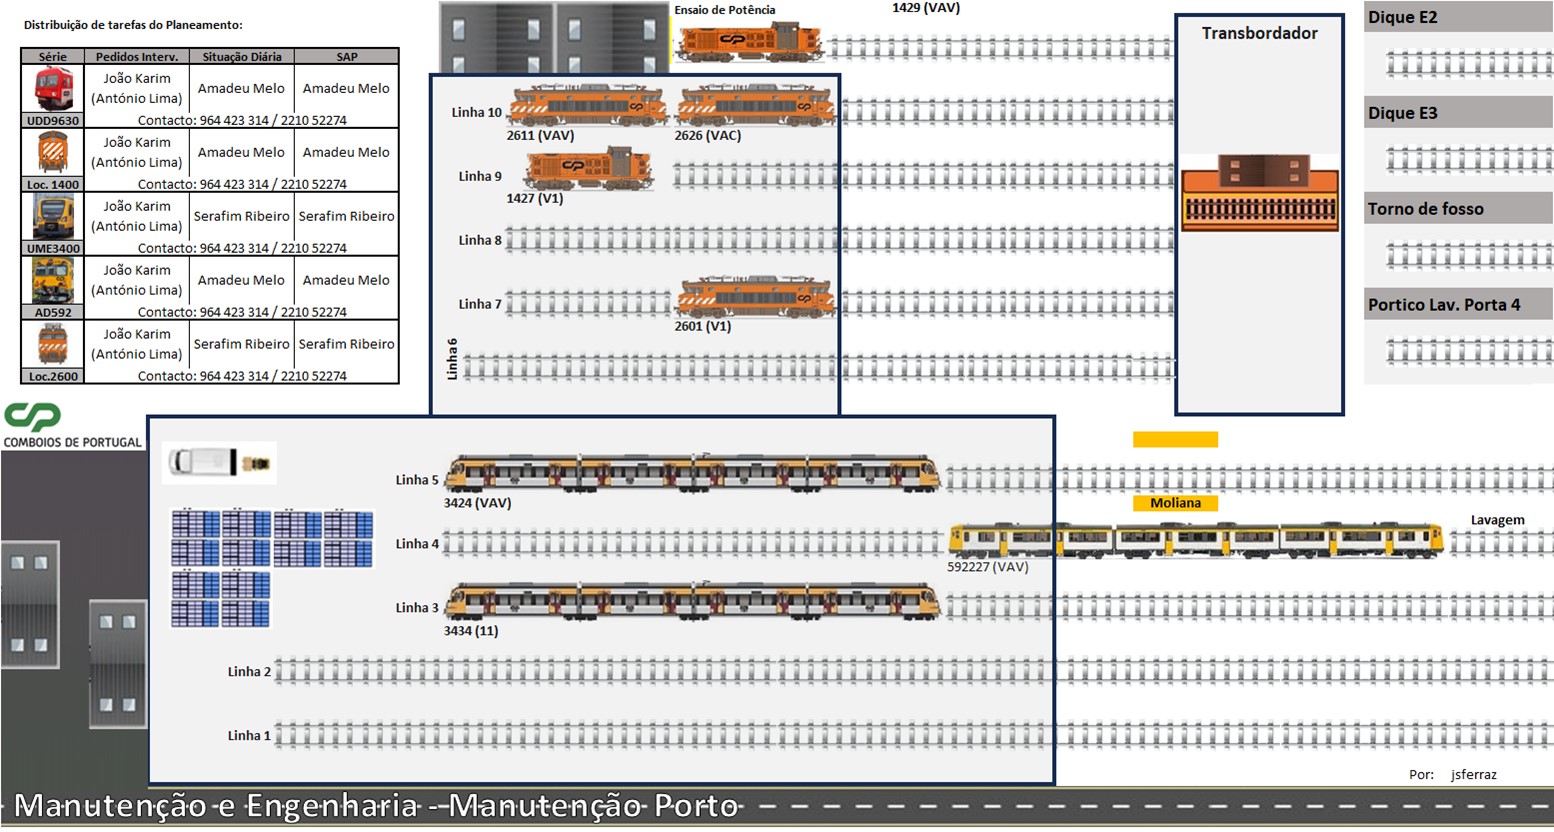 Distribuição de tarefas do Planeamento:
Série Pedidos Interv. Situação Diária SAP
João Karim
(António Lima) Amadeu Melo Amadeu Melo
UDD9630 Contacto: 964 423 314 / 2210 52274
João Karim
(António Lima) Amadeu Melo Amadeu Melo
Loc. 1400 Contacto: 964 423 314 / 2210 52274
João Karim
(António Lima) Serafim Ribeiro Serafim Ribeiro
UME3400 Contacto: 964 423 314 / 2210 52274
João Karim
(António Lima) Amadeu Melo Amadeu Melo
AD592 Contacto: 964 423 314 / 2210 52274
João Karim
(António Lima) Serafim Ribeiro Serafim Ribeiro
Loc.2600 Contacto: 964 423 314 / 2210 52274
CP
COMBOIOS DE PORTUGAL
Ensaio de Potência
1429 (VAV)
Linha 10
2611 (VAV)
2626 (VAC)
Linha 9
1427 (V1)
Linha 8
Linha 7
2601 (V1)
Linha 6
Transbordador
Dique E2
Dique E3
Torno de fosso
Portico Lav. Porta 4
Linha 5
3424 (VAV)
Moliana
Lavagem
Linha 4
592227 (VAV)
Linha 3
3434 (11)
Linha 2
Linha 1
Por: jsferraz
Manutenção e Engenharia - Manutenção Porto